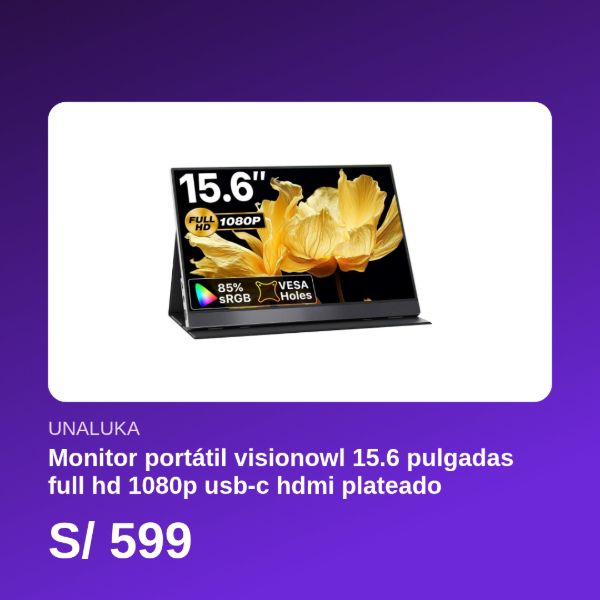 15.6"
FULL HD 1080P
85% sRGB
VESA Holes
UNALUKA
Monitor portátil visionowl 15.6 pulgadas
full hd 1080p usb-c hdmi plateado
S/ 599